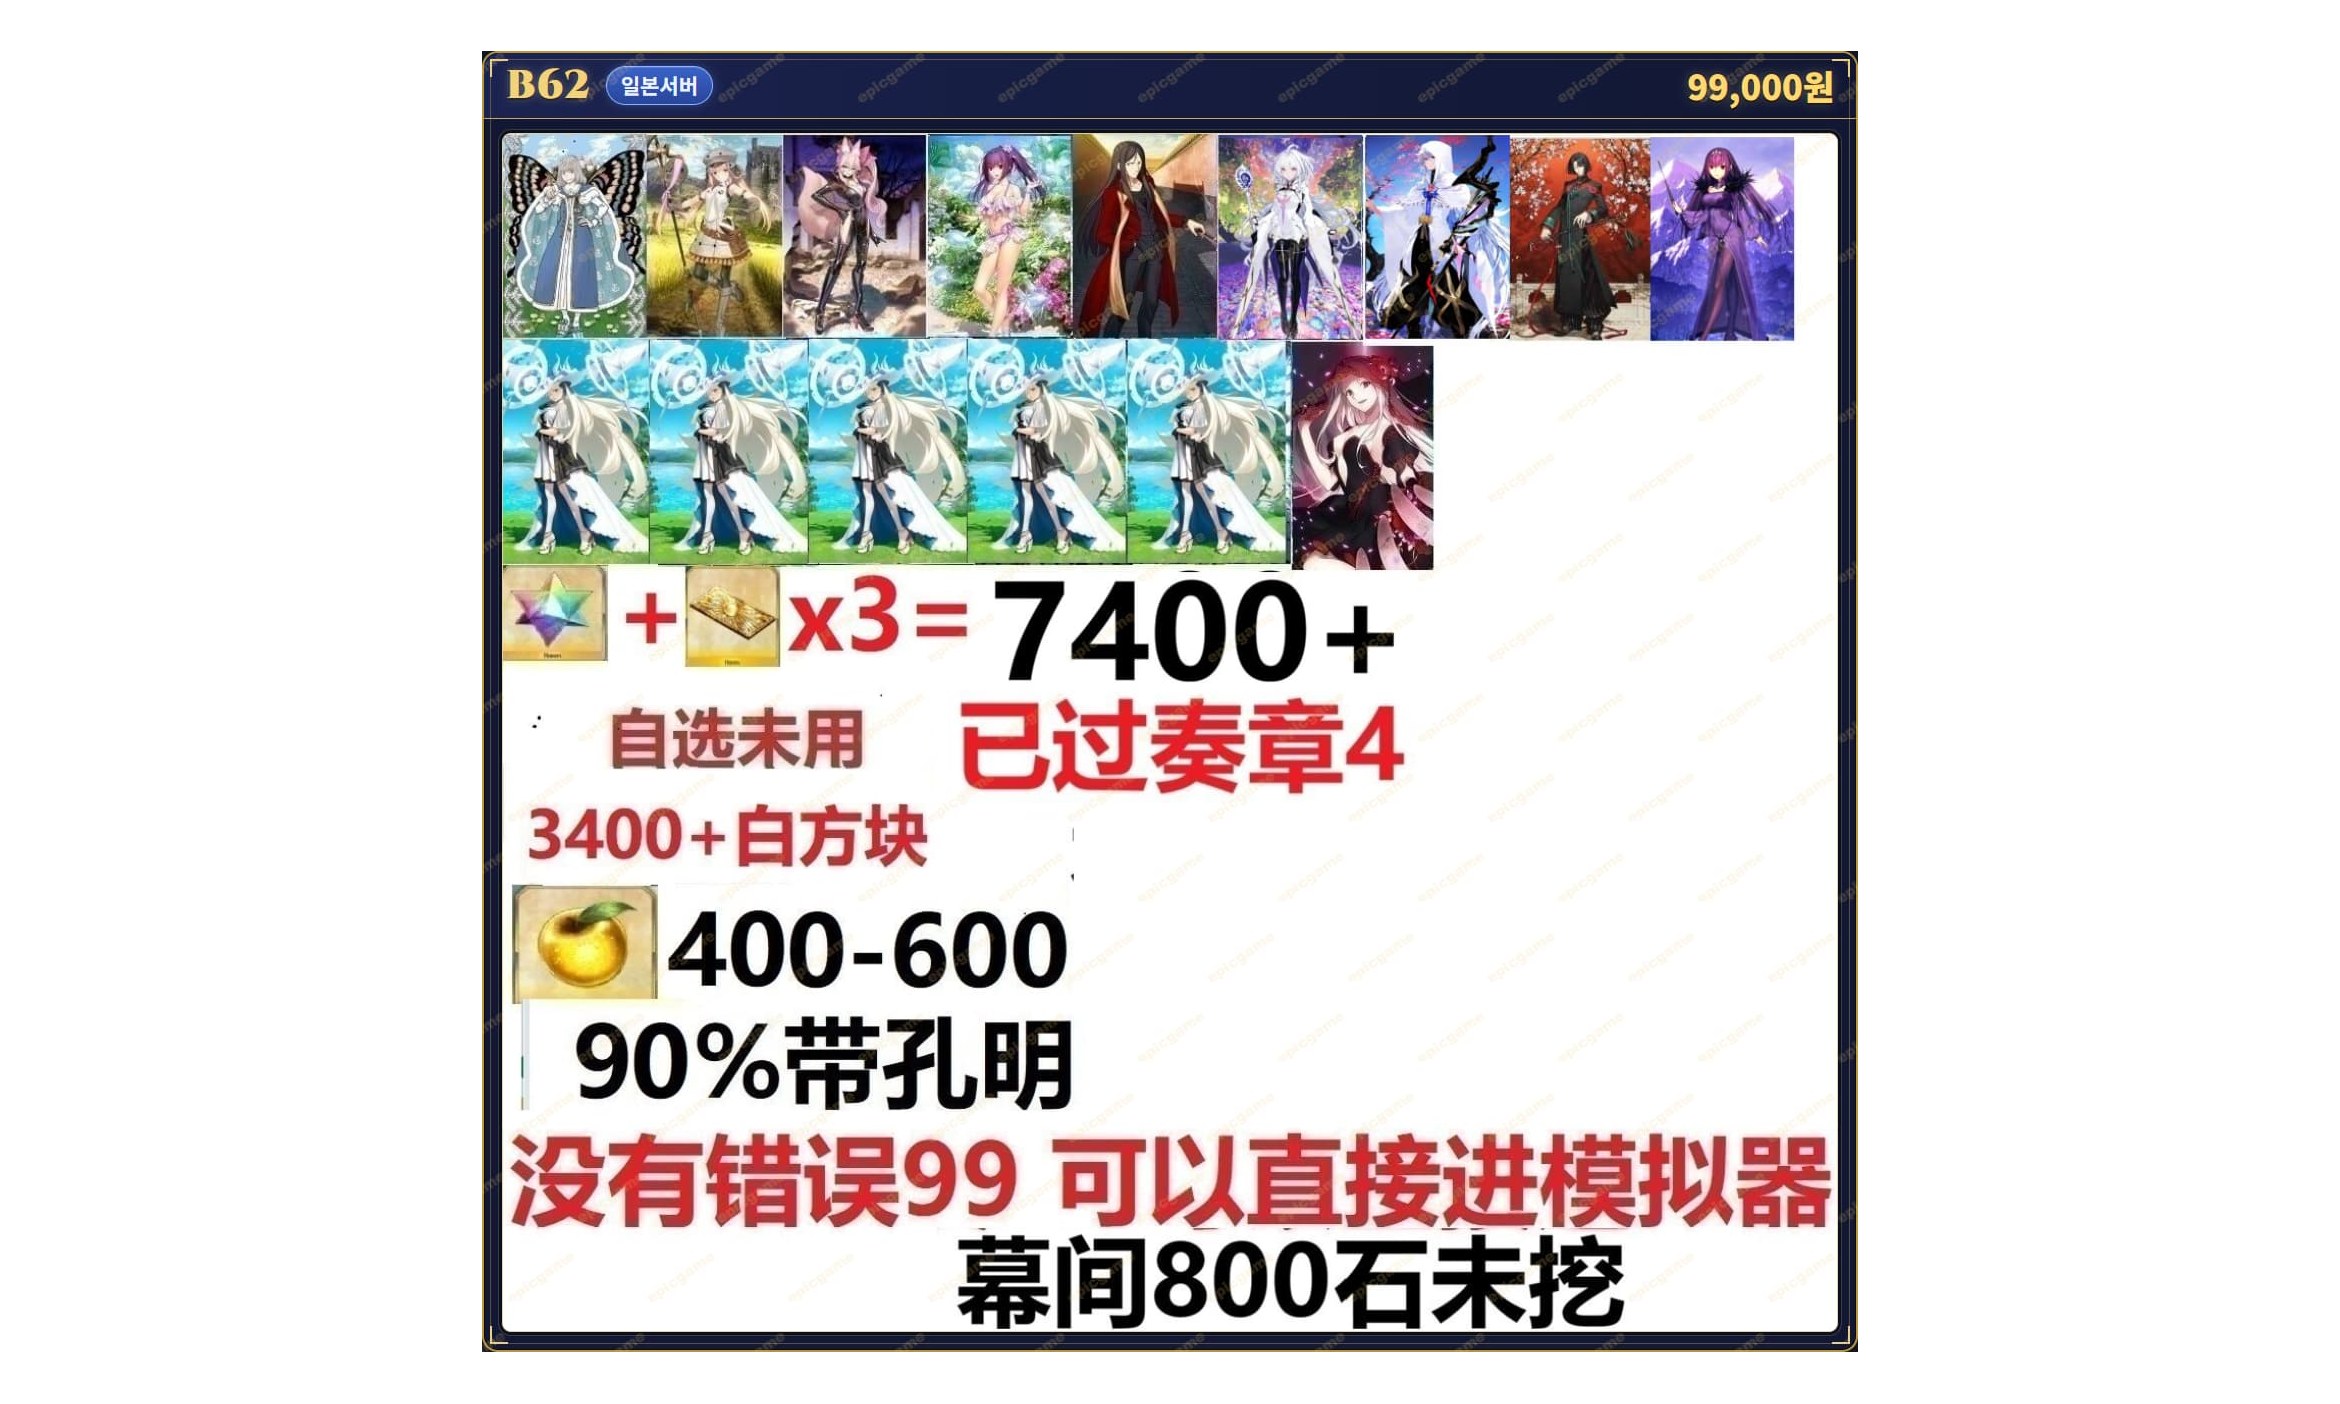 B62 일본서버 99,000원
+ x3= 7400+
自选未用 已过奏章4
3400+白方块
400-600
90%带孔明
没有错误99 可以直接进模拟器
幕间800石未挖
epicgame